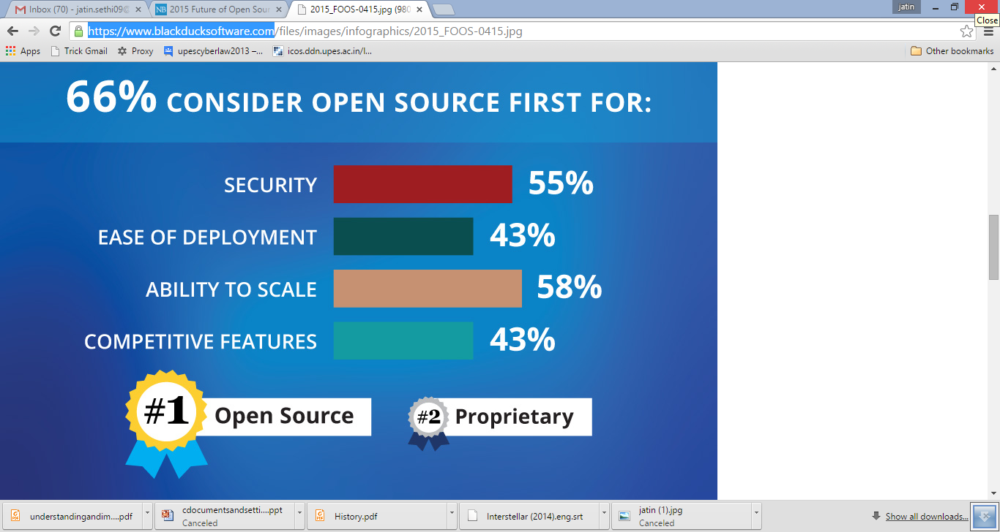 Inbox (70) - jatin.sethi09@
2015 Future of Open Sour
2015_FOOS-0415.jpg (980
jatin
Close
https://www.blackducksoftware.com/files/images/infographics/2015_FOOS-0415.jpg
Apps
Trick Gmail
Proxy
upescyberlaw2013 –...
icos.ddn.upes.ac.in/l...
Other bookmarks
66% CONSIDER OPEN SOURCE FIRST FOR:
SECURITY 55%
EASE OF DEPLOYMENT 43%
ABILITY TO SCALE 58%
COMPETITIVE FEATURES 43%
#1 Open Source
#2 Proprietary
understandingandim....pdf
cdocumentsandsetti....ppt
Canceled
History.pdf
Interstellar (2014).eng.srt
jatin (1).jpg
Canceled
Show all downloads...